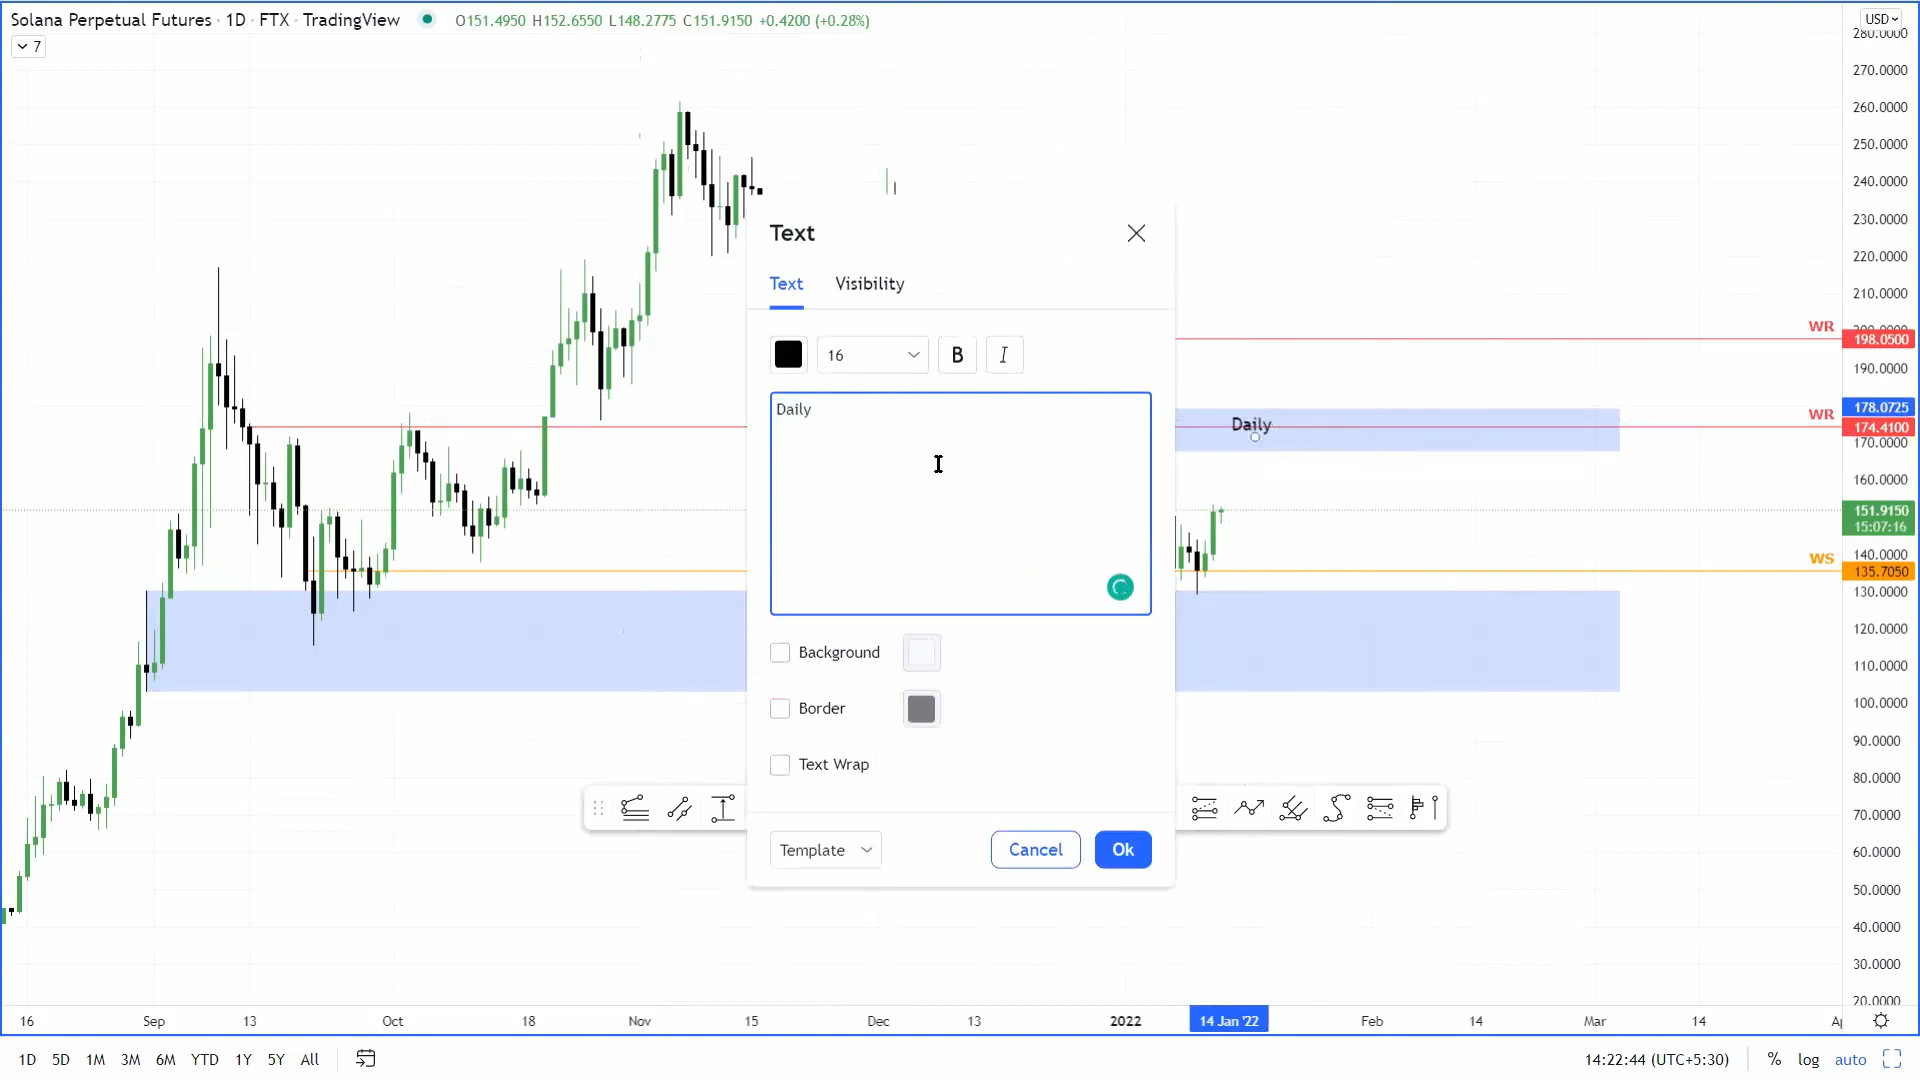 Solana Perpetual Futures · 1D · FTX · TradingView O151.4950 H152.6550 L148.2775 C151.9150 +0.4200 (+0.28%)
USD
7
280.0000
270.0000
260.0000
250.0000
240.0000
230.0000
220.0000
210.0000
200.0000
190.0000
170.0000
160.0000
140.0000
130.0000
120.0000
110.0000
100.0000
90.0000
80.0000
70.0000
60.0000
50.0000
40.0000
30.0000
20.0000
WR
198.0500
178.0725
WR
174.4100
151.9150
15:07:16
WS
135.7050
Daily
Text
Text Visibility
16 B I
Daily
Background
Border
Text Wrap
Template Cancel Ok
16 Sep 13 Oct 18 Nov 15 Dec 13 2022 14 Jan '22 Feb 14 Mar 14
1D 5D 1M 3M 6M YTD 1Y 5Y All
14:22:44 (UTC+5:30) % log auto